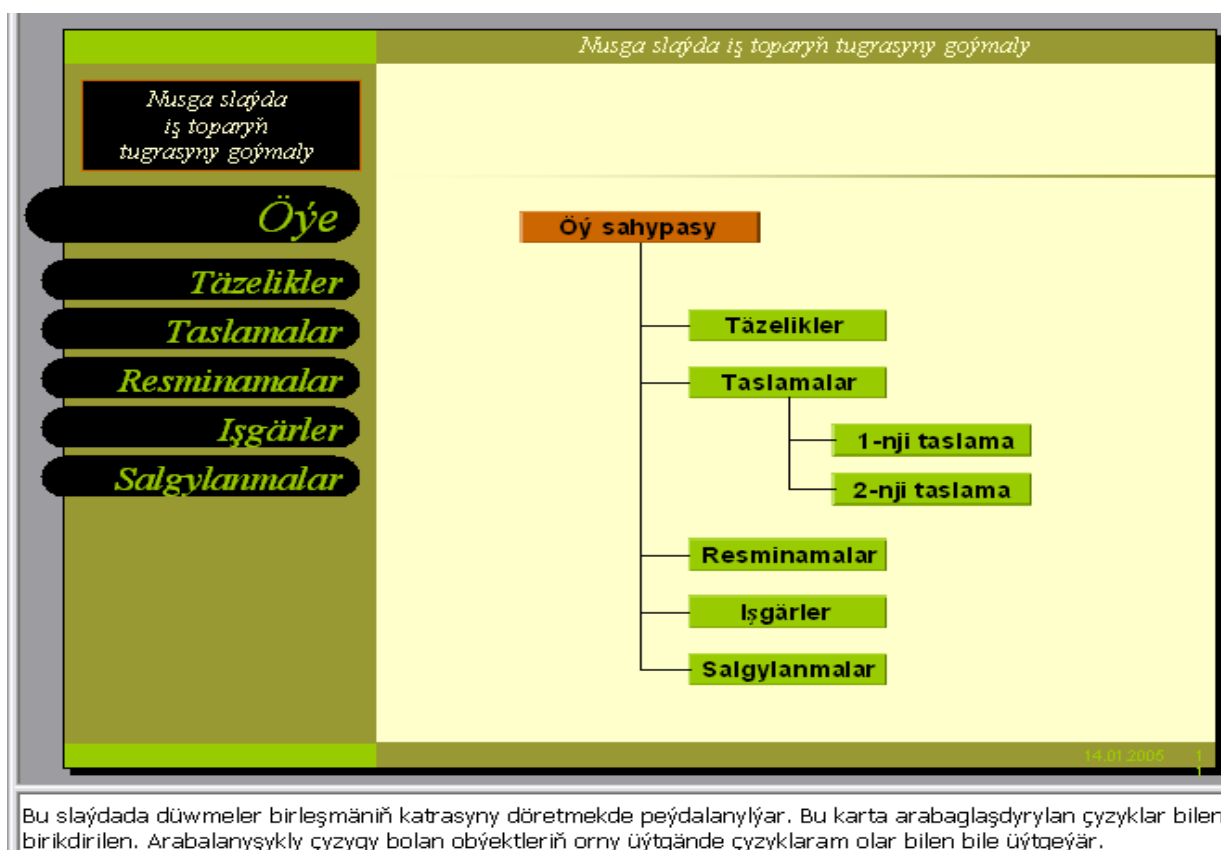 Nusga slaýda iş toparyň tugrasyny goýmaly
Nusga slaýda
iş toparyň
tugrasyny goýmaly
Öýe
Täzelikler
Taslamalar
Resminamalar
Işgärler
Salgylanmalar
Öý sahypasy
Täzelikler
Taslamalar
1-nji taslama
2-nji taslama
Resminamalar
Işgärler
Salgylanmalar
14.01.2005 1
1
Bu slaýdada düwmeler birleşmäniň katrasyny döretmekde peýdalanylýar. Bu karta arabaglaşdyrylan çyzyklar bilen
birikdirilen. Arabalanyşykly çyzygy bolan obýektleriň orny üýtgände çyzyklaram olar bilen bile üýtgeýär.